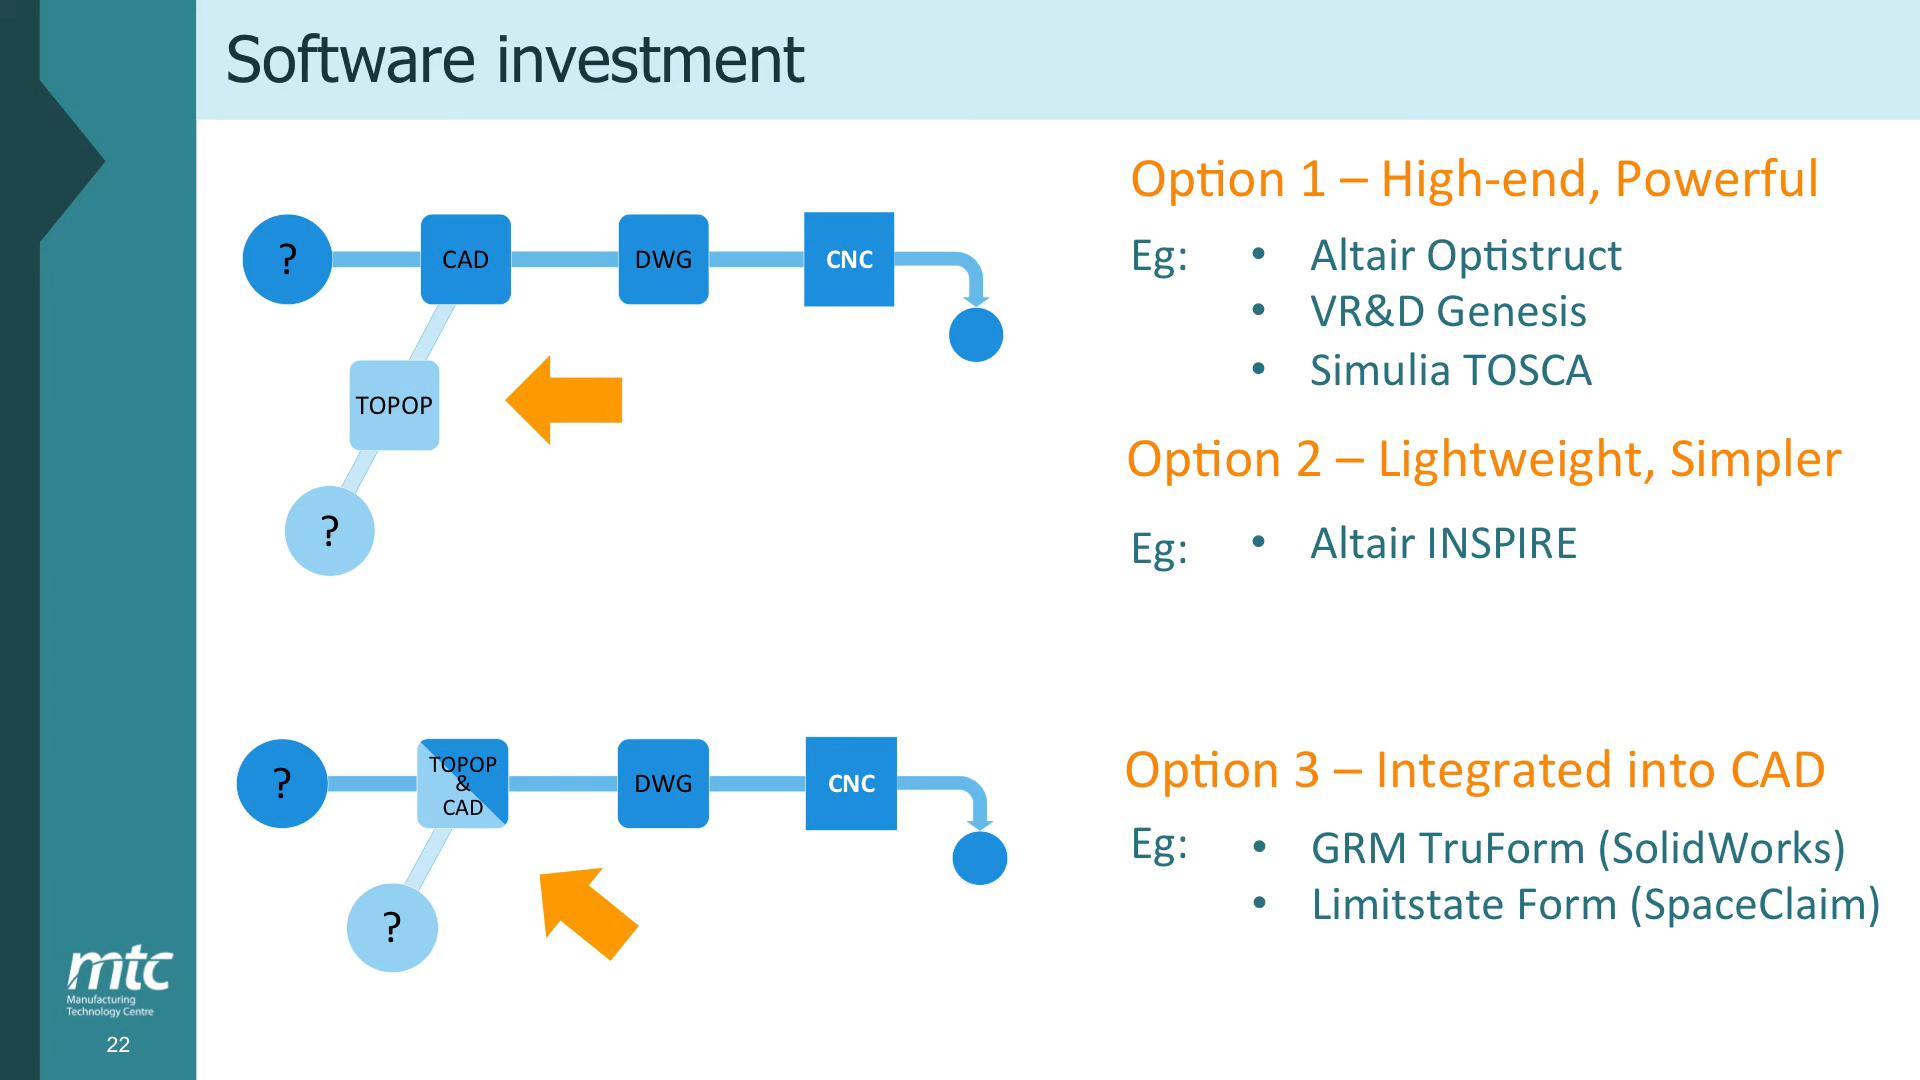 Software investment
? CAD DWG CNC
TOPOP
?
Option 1 – High-end, Powerful
Eg: • Altair Optistruct
• VR&D Genesis
• Simulia TOSCA
Option 2 – Lightweight, Simpler
Eg: • Altair INSPIRE
? TOPOP & CAD DWG CNC
?
Option 3 – Integrated into CAD
Eg: • GRM TruForm (SolidWorks)
• Limitstate Form (SpaceClaim)
mtc
Manufacturing
Technology Centre
22